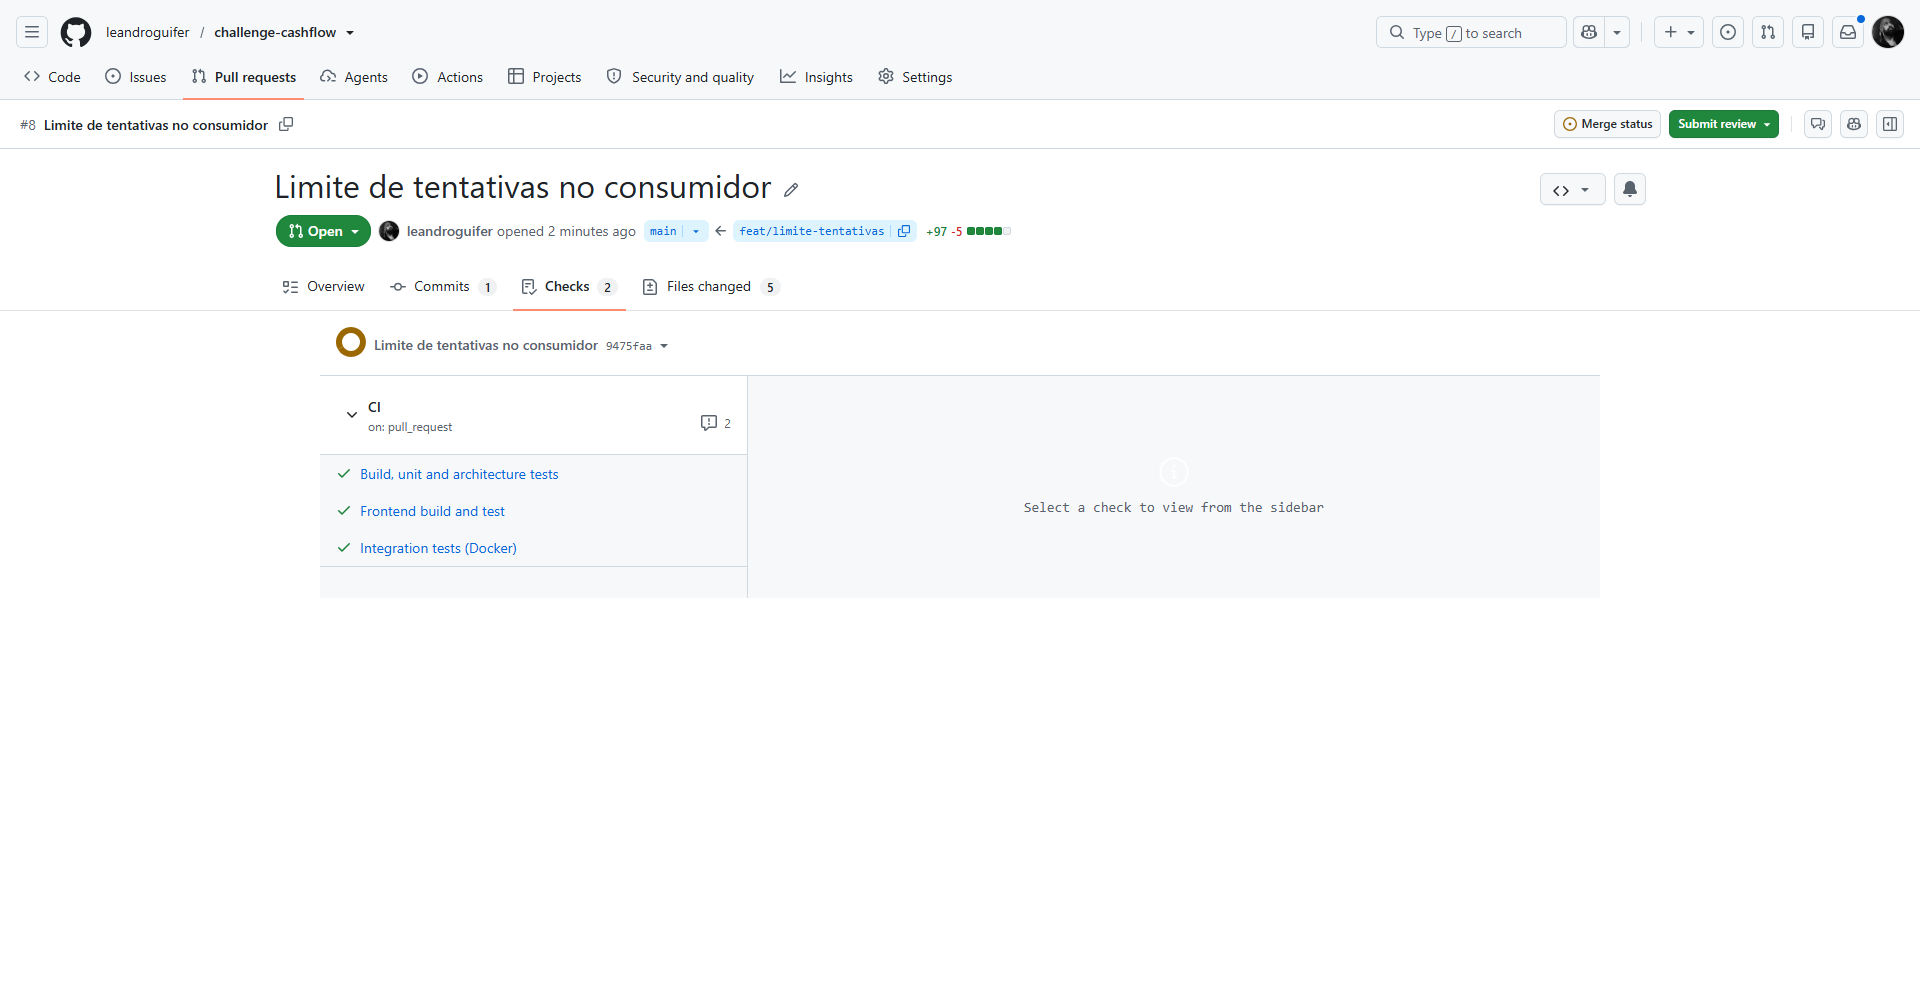 leandroguifer / challenge-cashflow
Type / to search
Code
Issues
Pull requests
Agents
Actions
Projects
Security and quality
Insights
Settings
#8 Limite de tentativas no consumidor
Merge status
Submit review
Limite de tentativas no consumidor
Open
leandroguifer opened 2 minutes ago
main
feat/limite-tentativas
+97 -5
Overview
Commits 1
Checks 2
Files changed 5
Limite de tentativas no consumidor 9475faa
CI
on: pull_request
2
Build, unit and architecture tests
Frontend build and test
Integration tests (Docker)
Select a check to view from the sidebar